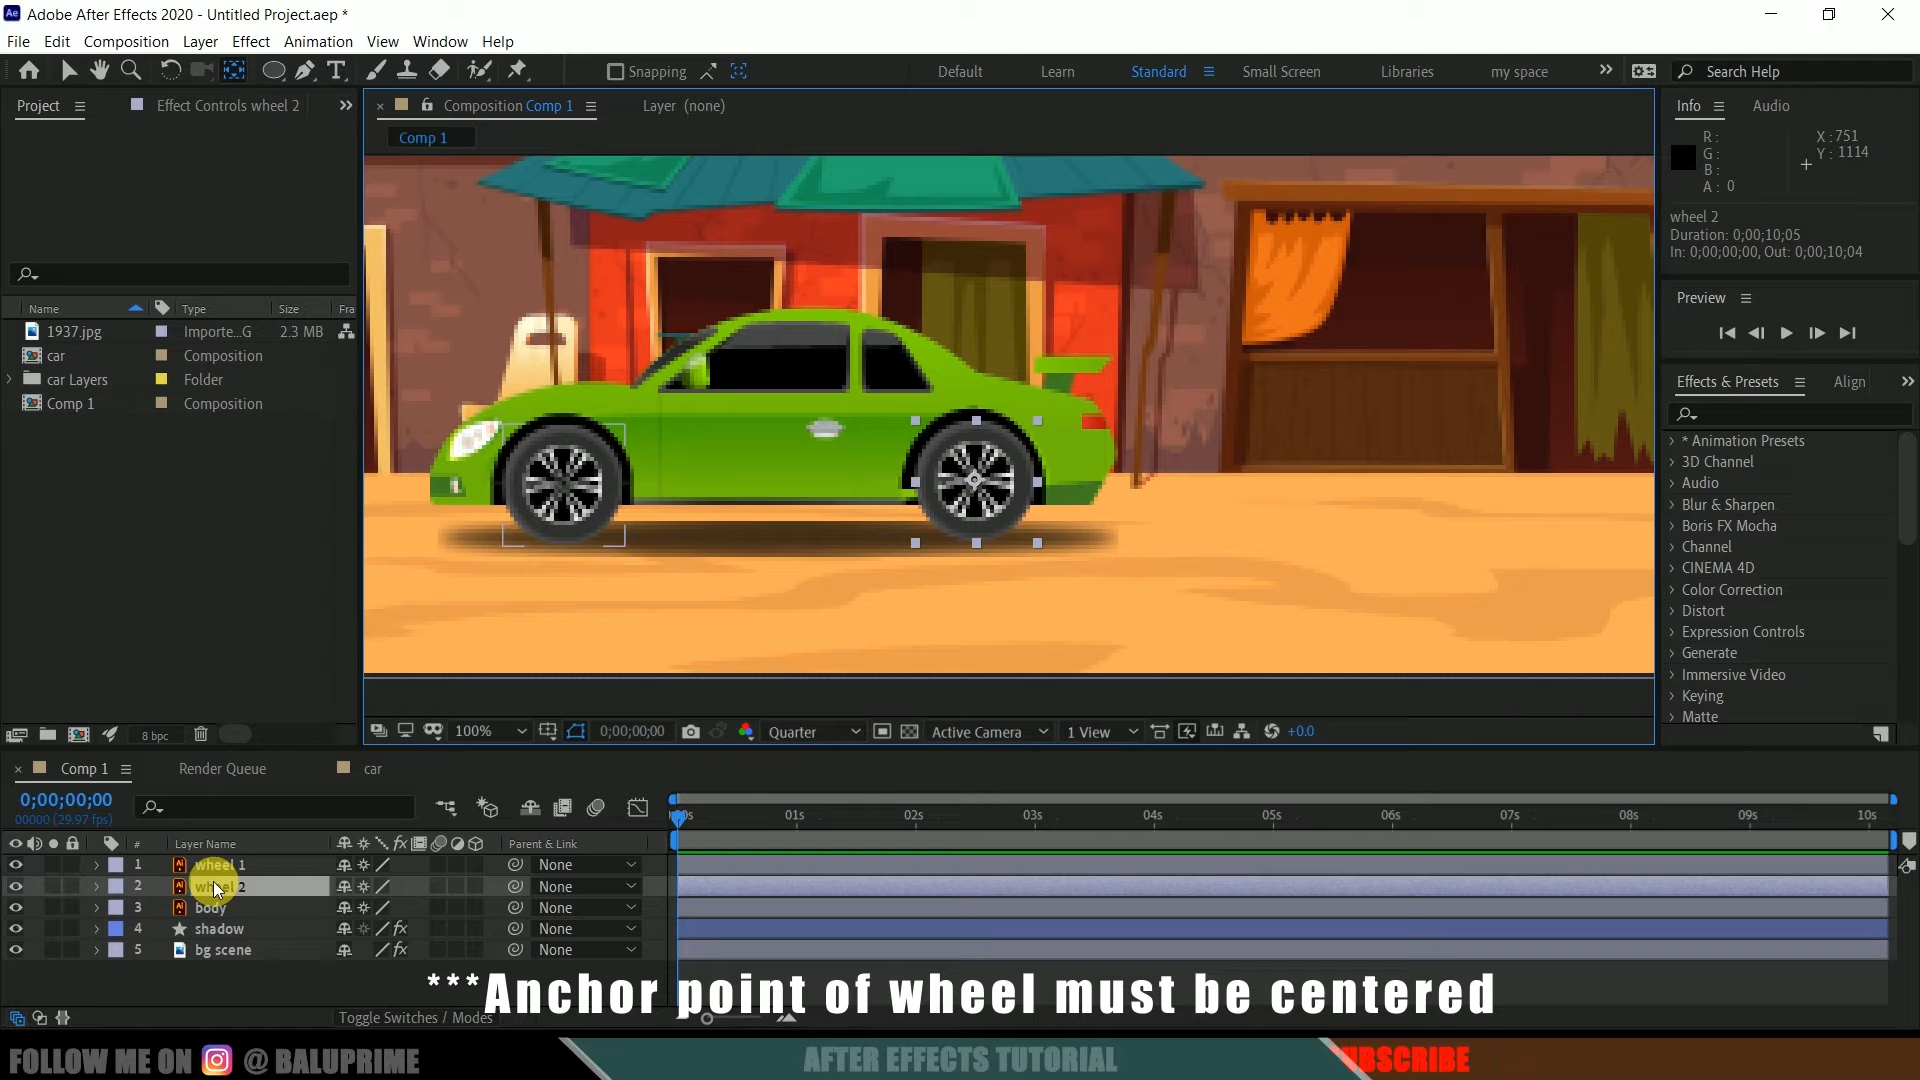 Adobe After Effects 2020 - Untitled Project.aep *
File Edit Composition Layer Effect Animation View Window Help
Snapping Default Learn Standard Small Screen Libraries my space Search Help
Project Effect Controls wheel 2
Composition Comp 1 Layer (none)
Comp 1
Info Audio
R :
G :
B :
A : 0
X : 751
Y : 1114
wheel 2
Duration: 0;00;10;05
In: 0;00;00;00, Out: 0;00;10;04
Preview
Effects & Presets Align
* Animation Presets
3D Channel
Audio
Blur & Sharpen
Boris FX Mocha
Channel
CINEMA 4D
Color Correction
Distort
Expression Controls
Generate
Immersive Video
Keying
Matte
Name Type Size Fra
1937.jpg Importe...G 2.3 MB
car Composition
car Layers Folder
Comp 1 Composition
8 bpc
100% 0;00;00;00 Quarter Active Camera 1 View +0.0
Comp 1 Render Queue car
0;00;00;00
00000 (29.97 fps)
01s 02s 03s 04s 05s 06s 07s 08s 09s 10s
# Layer Name Parent & Link
1 wheel 1 None
2 wheel 2 None
3 body None
4 shadow None
5 bg scene None
***Anchor point of wheel must be centered
Toggle Switches / Modes
FOLLOW ME ON @ BALUPRIME
AFTER EFFECTS TUTORIAL
UBSCRIBE